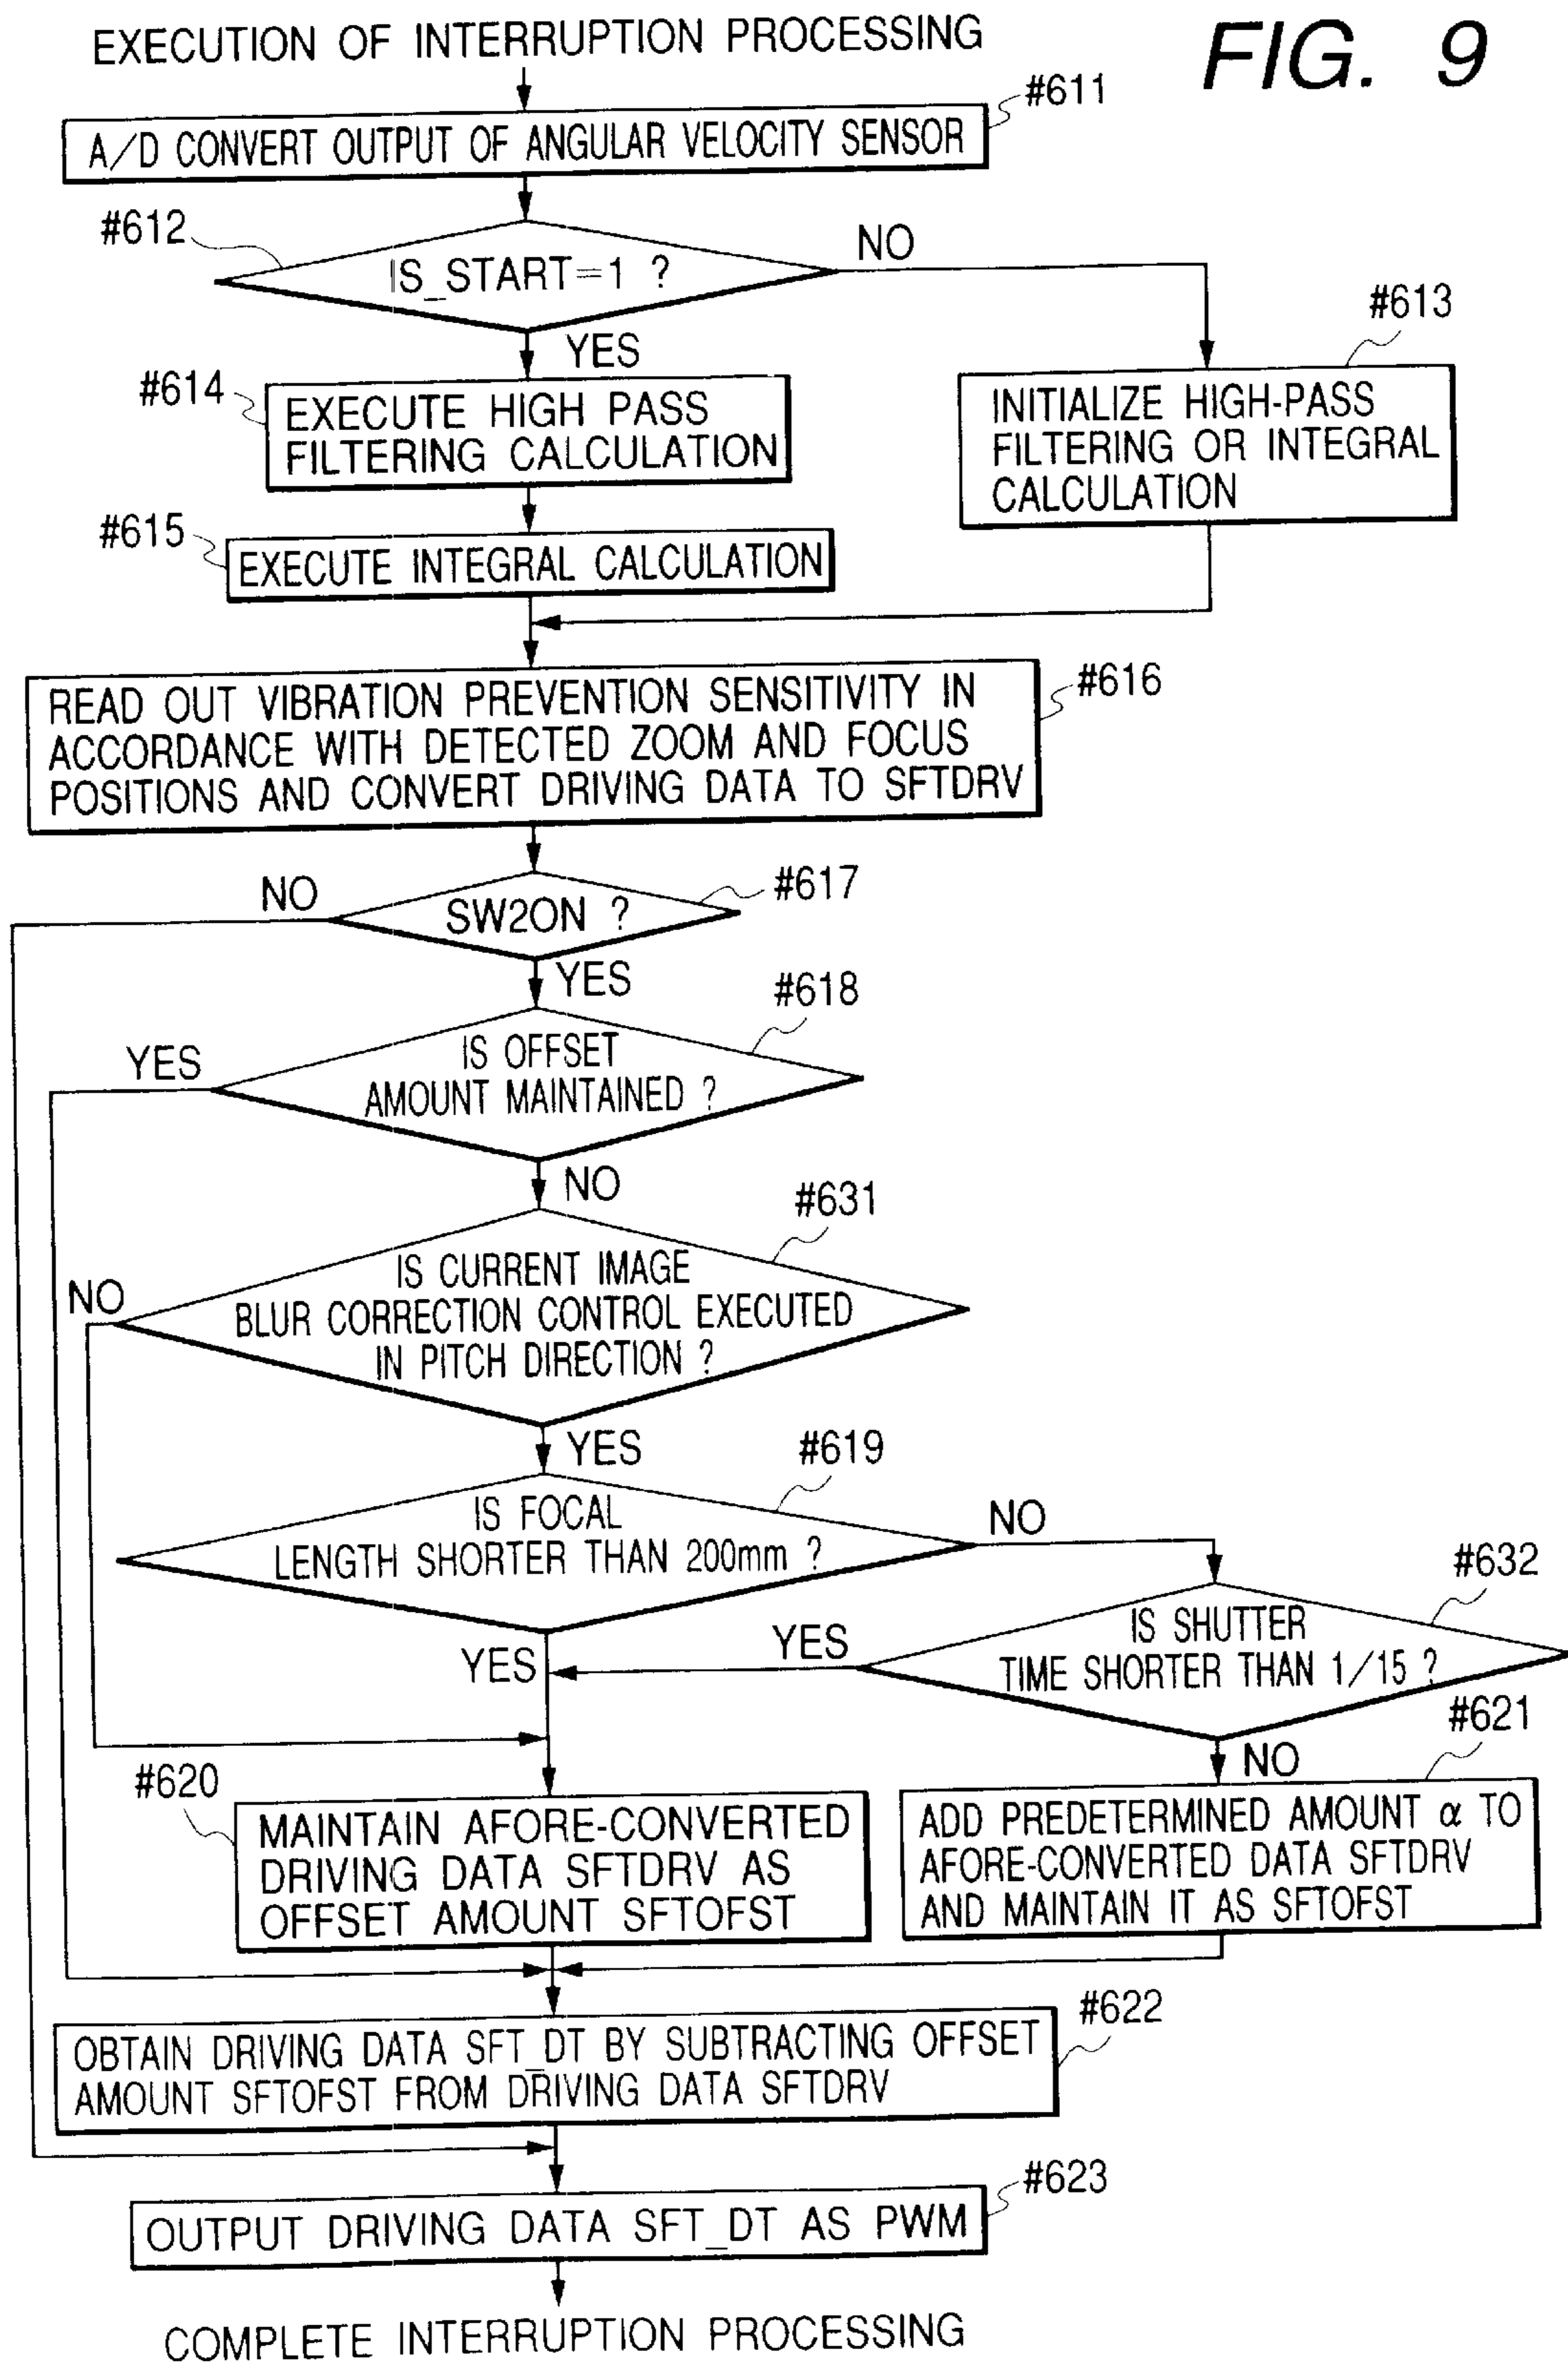 EXECUTION OF INTERRUPTION PROCESSING
FIG. 9
#611
A/D CONVERT OUTPUT OF ANGULAR VELOCITY SENSOR
#612
IS_START=1 ?
NO
YES
#613
#614
EXECUTE HIGH PASS
FILTERING CALCULATION
INITIALIZE HIGH-PASS
FILTERING OR INTEGRAL
CALCULATION
#615
EXECUTE INTEGRAL CALCULATION
#616
READ OUT VIBRATION PREVENTION SENSITIVITY IN
ACCORDANCE WITH DETECTED ZOOM AND FOCUS
POSITIONS AND CONVERT DRIVING DATA TO SFTDRV
NO
#617
SW2ON ?
YES
#618
YES
IS OFFSET
AMOUNT MAINTAINED ?
NO
#631
NO
IS CURRENT IMAGE
BLUR CORRECTION CONTROL EXECUTED
IN PITCH DIRECTION ?
YES
#619
IS FOCAL
LENGTH SHORTER THAN 200mm ?
NO
#632
YES
YES
IS SHUTTER
TIME SHORTER THAN 1/15 ?
#621
NO
#620
MAINTAIN AFORE-CONVERTED
DRIVING DATA SFTDRV AS
OFFSET AMOUNT SFTOFST
ADD PREDETERMINED AMOUNT α TO
AFORE-CONVERTED DATA SFTDRV
AND MAINTAIN IT AS SFTOFST
#622
OBTAIN DRIVING DATA SFT_DT BY SUBTRACTING OFFSET
AMOUNT SFTOFST FROM DRIVING DATA SFTDRV
#623
OUTPUT DRIVING DATA SFT_DT AS PWM
COMPLETE INTERRUPTION PROCESSING